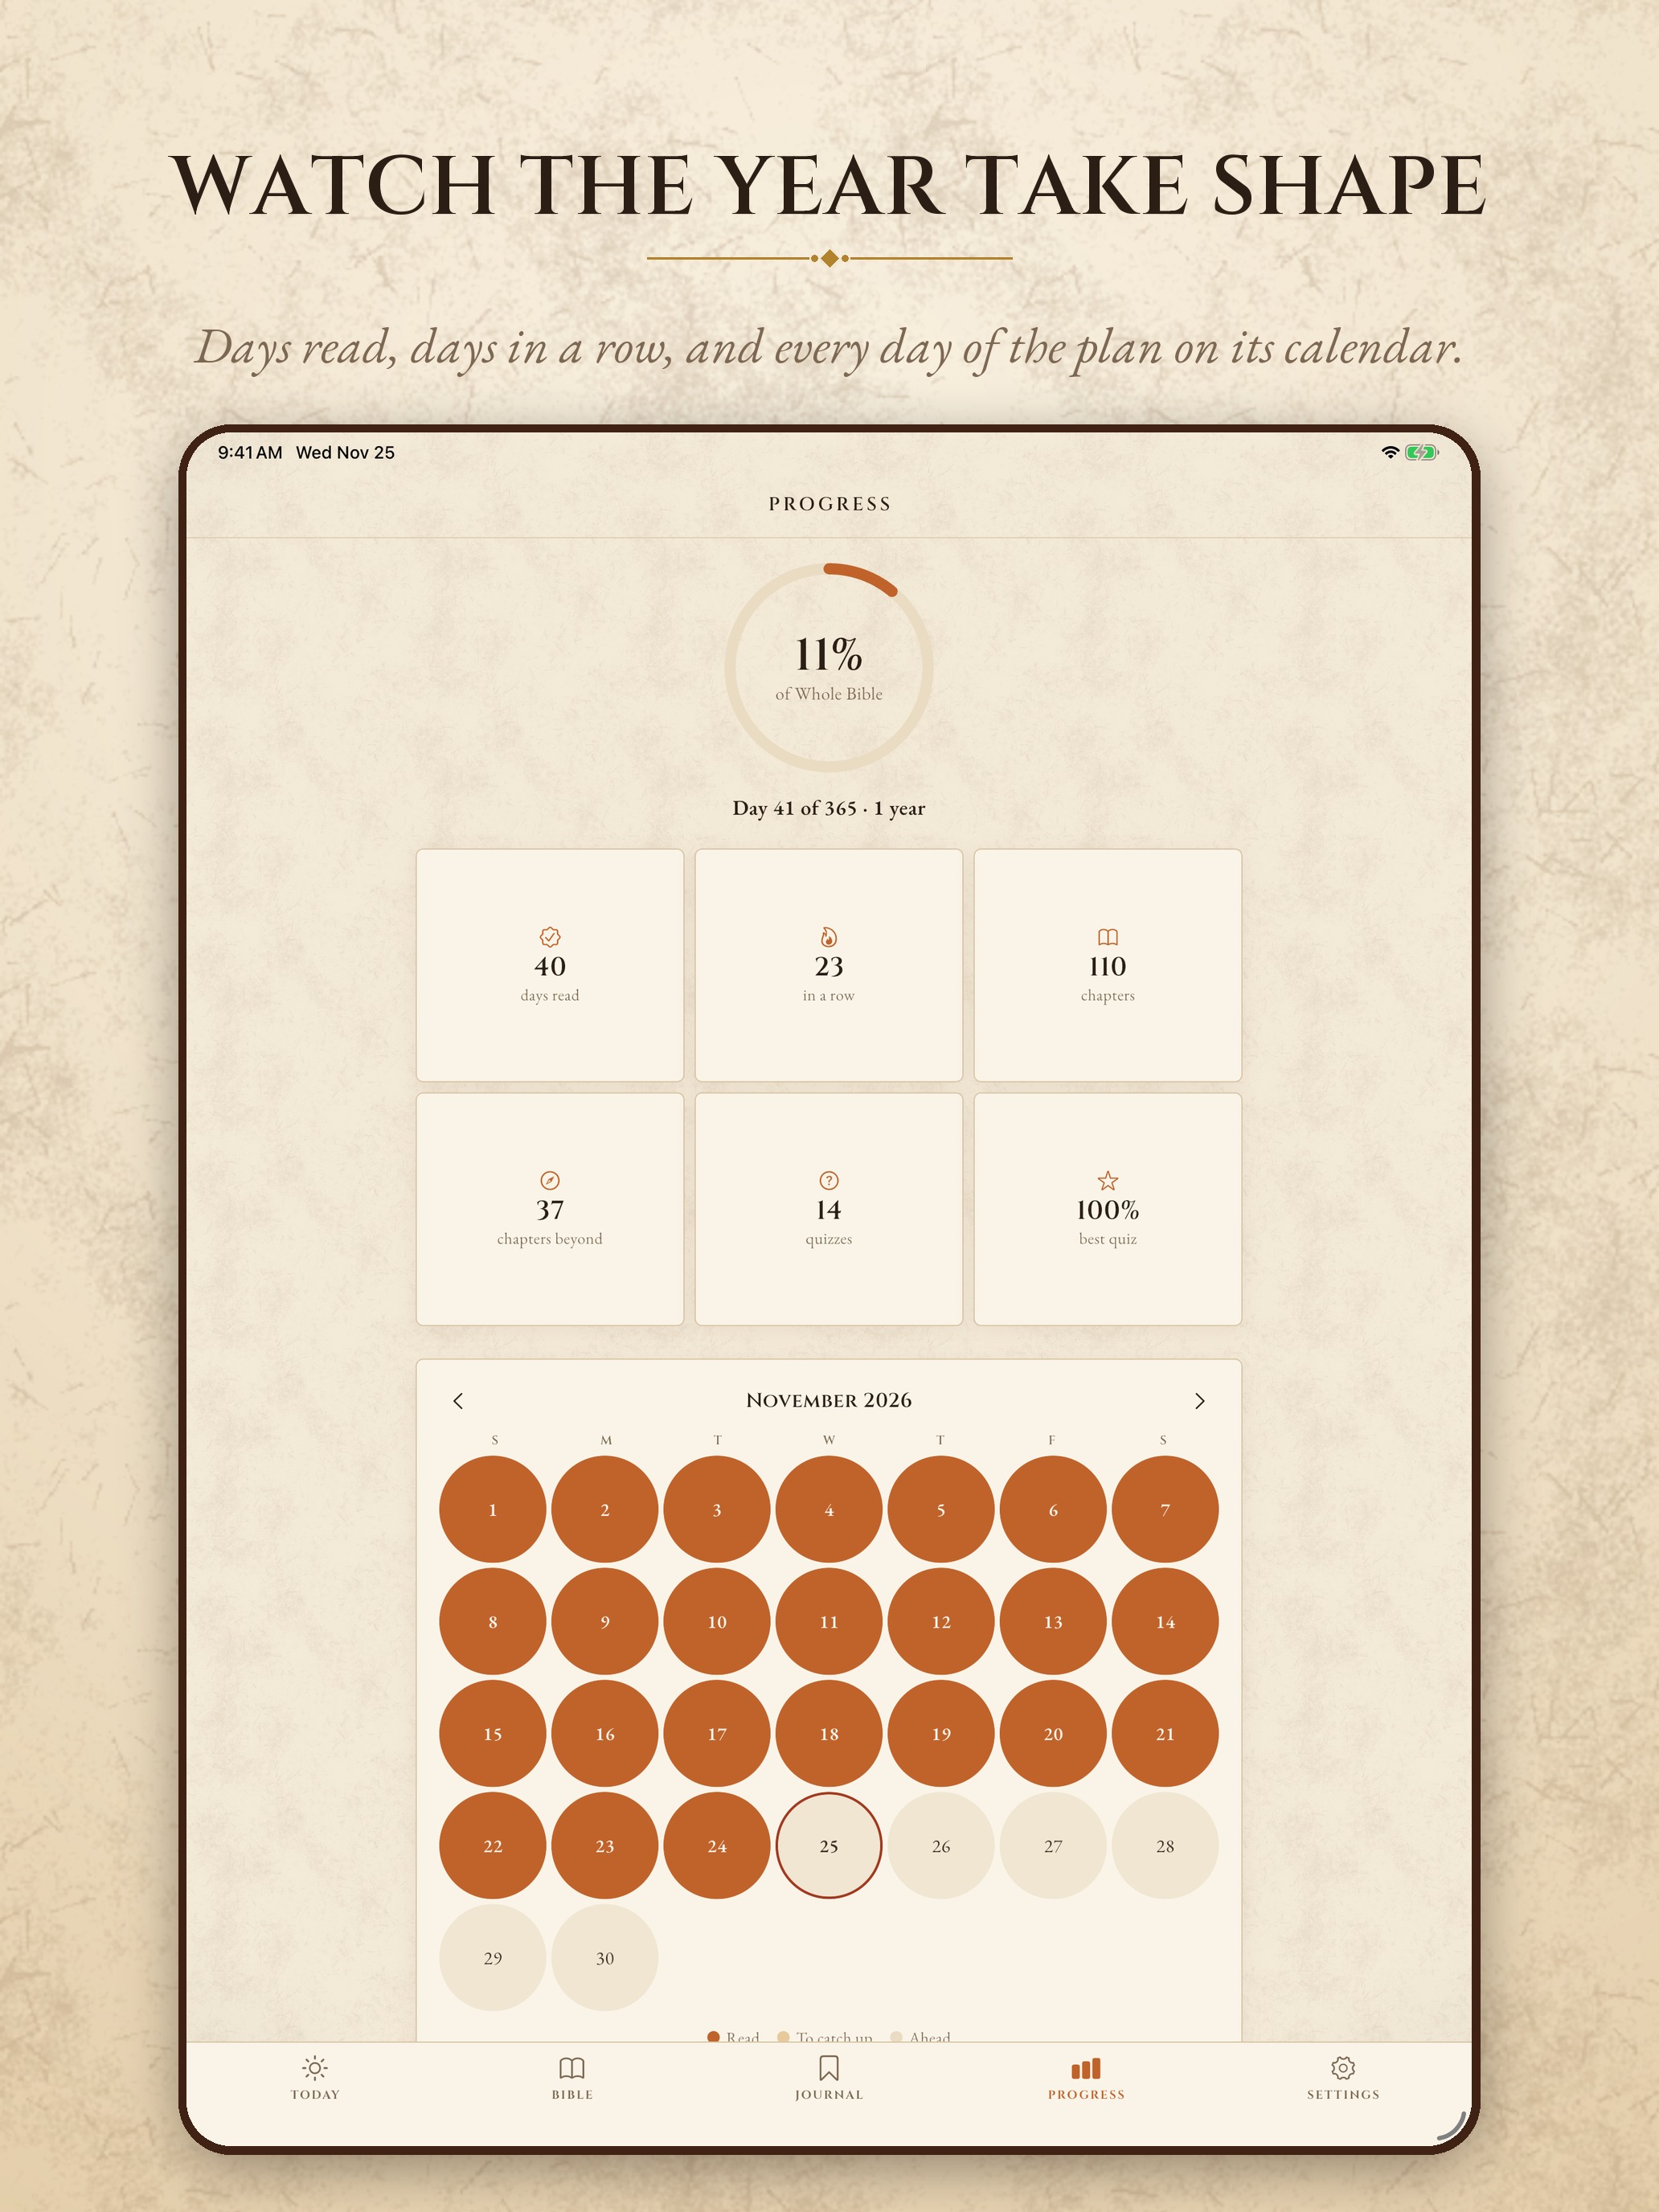 WATCH THE YEAR TAKE SHAPE
Days read, days in a row, and every day of the plan on its calendar.
9:41 AM Wed Nov 25
PROGRESS
11%
of Whole Bible
Day 41 of 365 · 1 year
40 23 110
days read in a row chapters
37 14 100%
chapters beyond quizzes best quiz
NOVEMBER 2026
S M T W T F S
1 2 3 4 5 6 7
8 9 10 11 12 13 14
15 16 17 18 19 20 21
22 23 24 25 26 27 28
29 30
Read To catch up Ahead
TODAY BIBLE JOURNAL PROGRESS SETTINGS